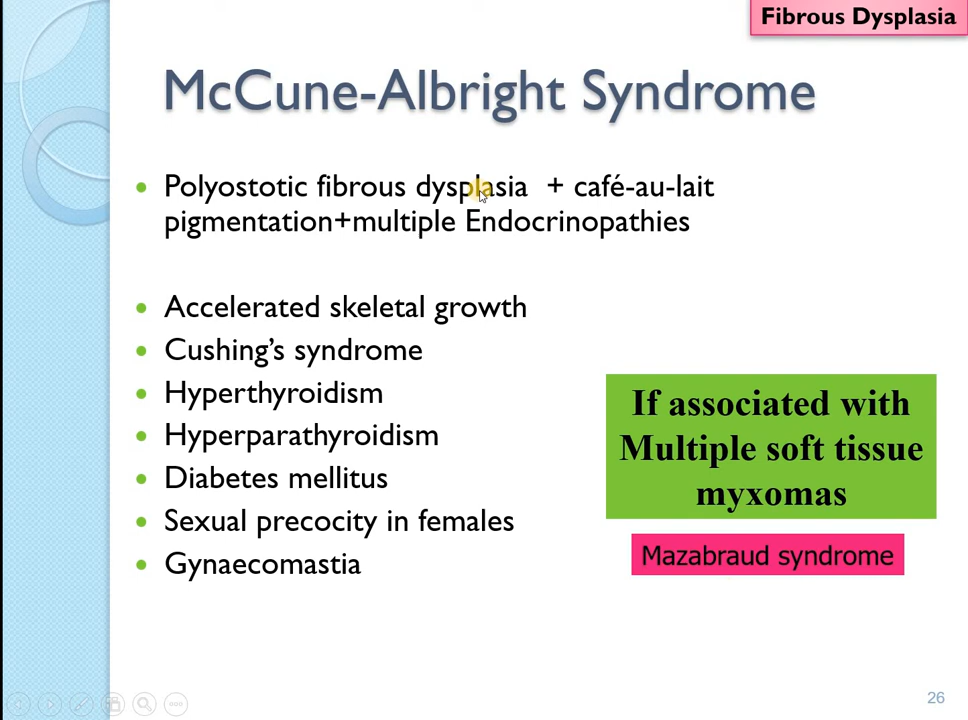 Fibrous Dysplasia
McCune-Albright Syndrome
• Polyostotic fibrous dysplasia + café-au-lait
pigmentation+multiple Endocrinopathies
• Accelerated skeletal growth
• Cushing's syndrome
• Hyperthyroidism
• Hyperparathyroidism
• Diabetes mellitus
• Sexual precocity in females
• Gynaecomastia
If associated with
Multiple soft tissue
myxomas
Mazabraud syndrome
26